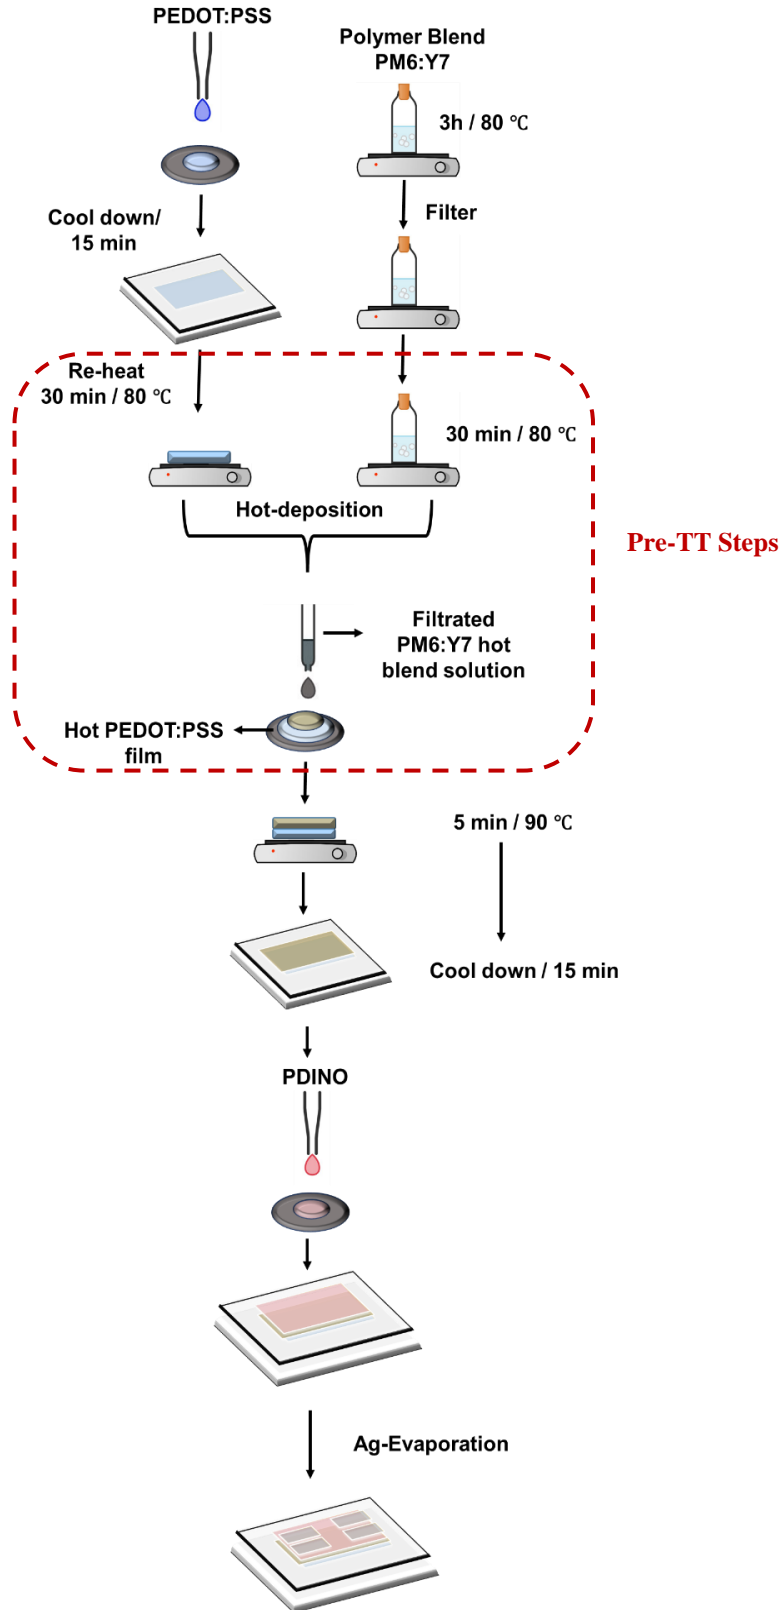 PEDOT:PSS
Polymer Blend
PM6:Y7
3h / 80 ℃
Cool down/
15 min
Filter
Re-heat
30 min / 80 ℃
30 min / 80 ℃
Hot-deposition
Pre-TT Steps
Filtrated
PM6:Y7 hot
blend solution
Hot PEDOT:PSS
film
5 min / 90 ℃
Cool down / 15 min
PDINO
Ag-Evaporation